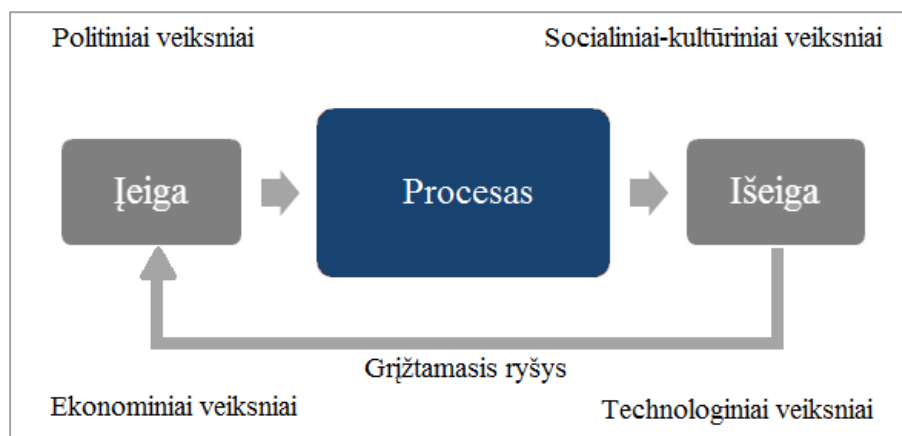 Politiniai veiksniai
Socialiniai-kultūriniai veiksniai
Įeiga
Procesas
Išeiga
Grįžtamasis ryšys
Ekonominiai veiksniai
Technologiniai veiksniai